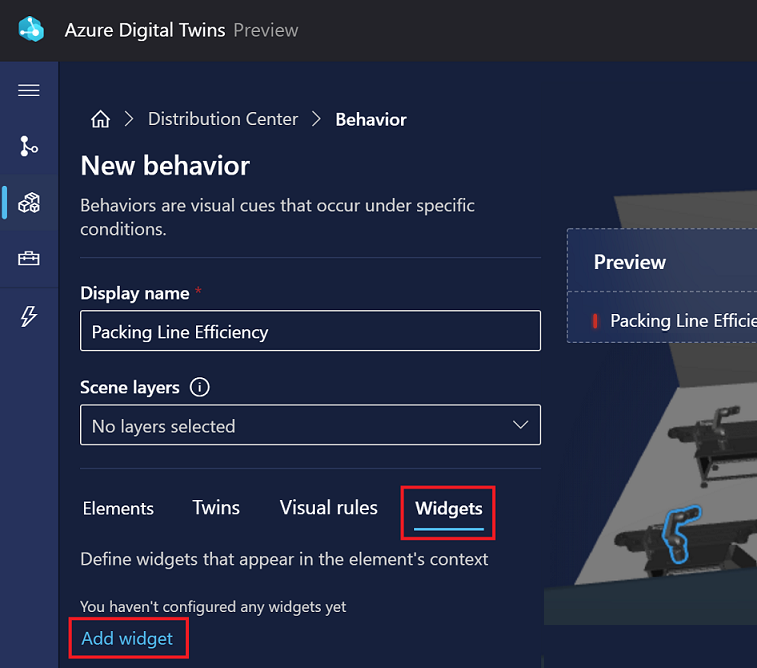 Azure Digital Twins Preview
Distribution Center Behavior
New behavior
Behaviors are visual cues that occur under specific
conditions.
Display name *
Packing Line Efficiency
Scene layers
No layers selected
Elements Twins Visual rules Widgets
Define widgets that appear in the element's context
You haven't configured any widgets yet
Add widget
Preview
Packing Line Efficie